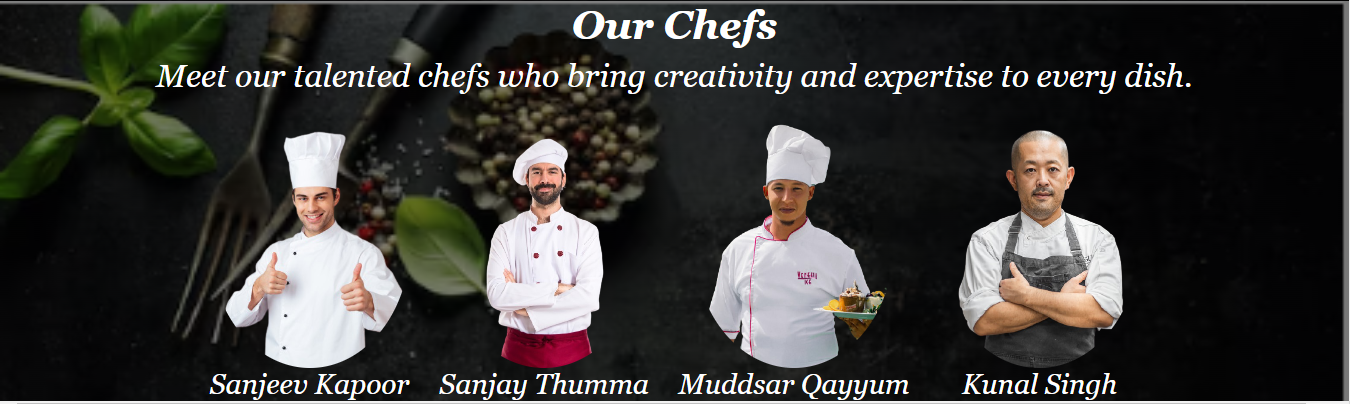 Our Chefs
Meet our talented chefs who bring creativity and expertise to every dish.
Sanjeev Kapoor
Sanjay Thumma
Muddsar Qayyum
Kunal Singh